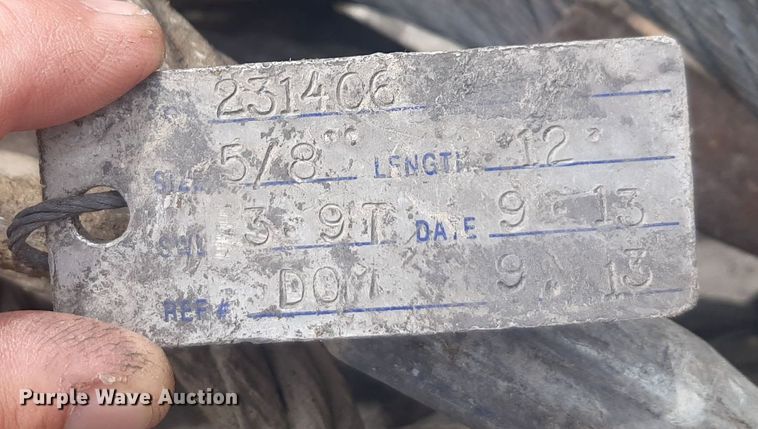 231406
SIZE 5/8" LENGTH 12'
3.9T DATE 9 13
REF # DOM 9. 13
Purple Wave Auction